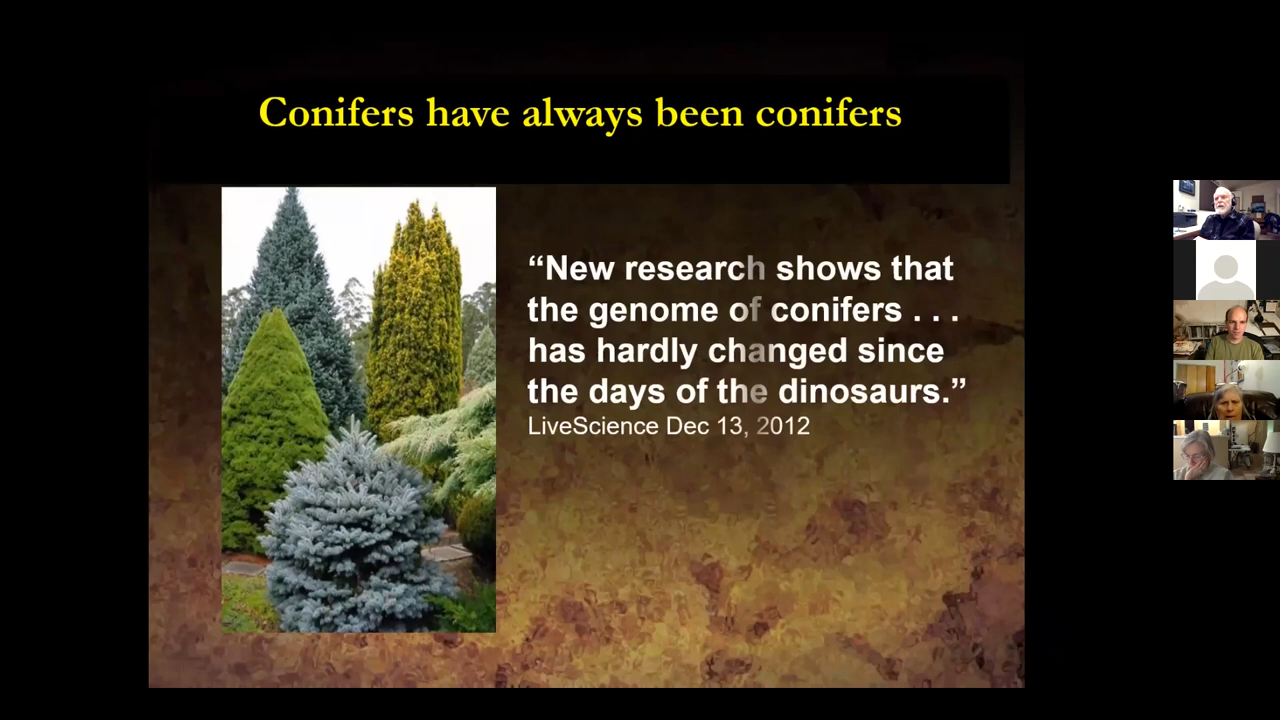 Conifers have always been conifers
“New research shows that
the genome of conifers . . .
has hardly changed since
the days of the dinosaurs.”
LiveScience Dec 13, 2012